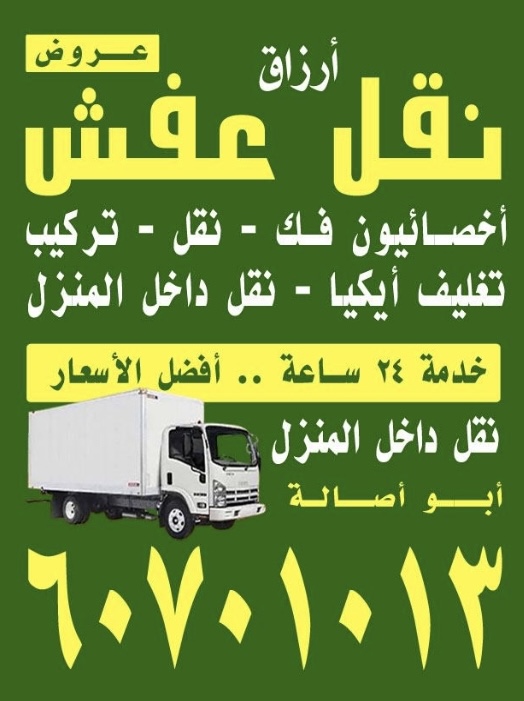 عروض
أرزاق
نقل عفش
أخصائيون فك - نقل - تركيب
تغليف أيكيا - نقل داخل المنزل
خدمة ٢٤ ساعة .. أفضل الأسعار
نقل داخل المنزل
أبو أصالة
٦٠٧٠١٠١٣